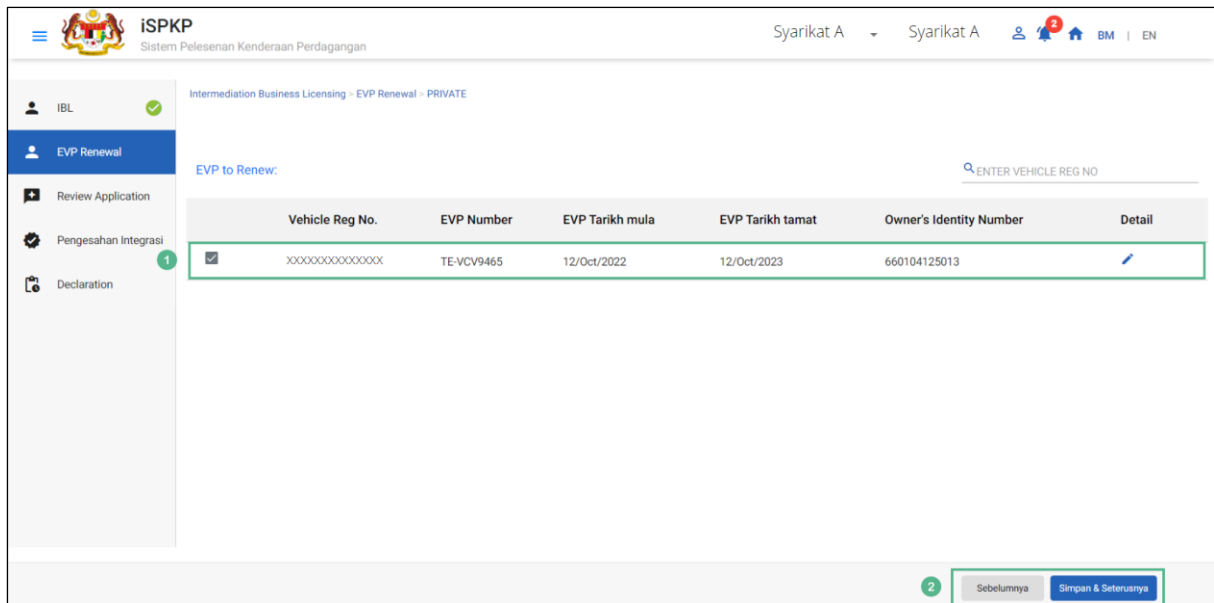 iSPKP
Sistem Pelesenan Kenderaan Perdagangan
Syarikat A
Syarikat A
2
BM | EN
IBL
EVP Renewal
Review Application
Pengesahan Integrasi
Declaration
Intermediation Business Licensing > EVP Renewal > PRIVATE
EVP to Renew:
ENTER VEHICLE REG NO
Vehicle Reg No. EVP Number EVP Tarikh mula EVP Tarikh tamat Owner's Identity Number Detail
1
XXXXXXXXXXXXXX TE-VCV9465 12/Oct/2022 12/Oct/2023 660104125013
2
Sebelumnya
Simpan & Seterusnya